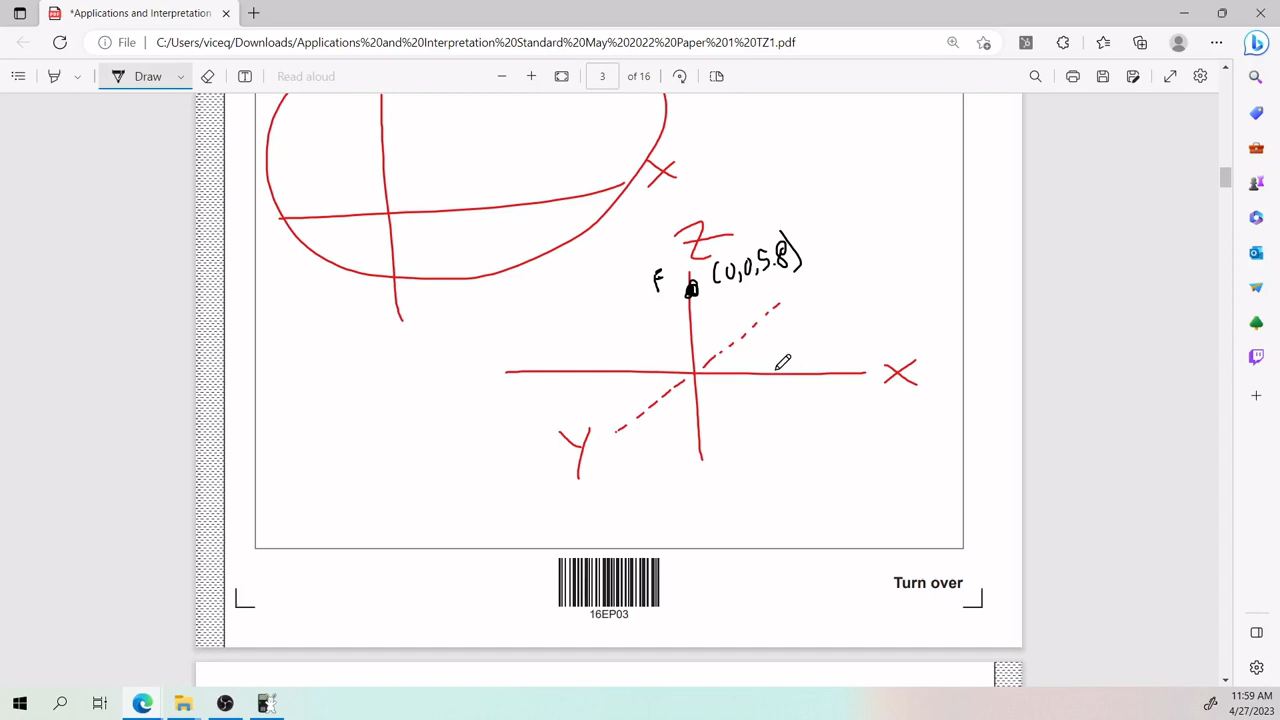 *Applications and Interpretation
File
C:/Users/viceq/Downloads/Applications%20and%20Interpretation%20Standard%20May%202022%20Paper%201%20TZ1.pdf
Draw
Read aloud
3
of 16
X
Z
F (0,0,5.8)
X
Y
Turn over
16EP03
11:59 AM
4/27/2023